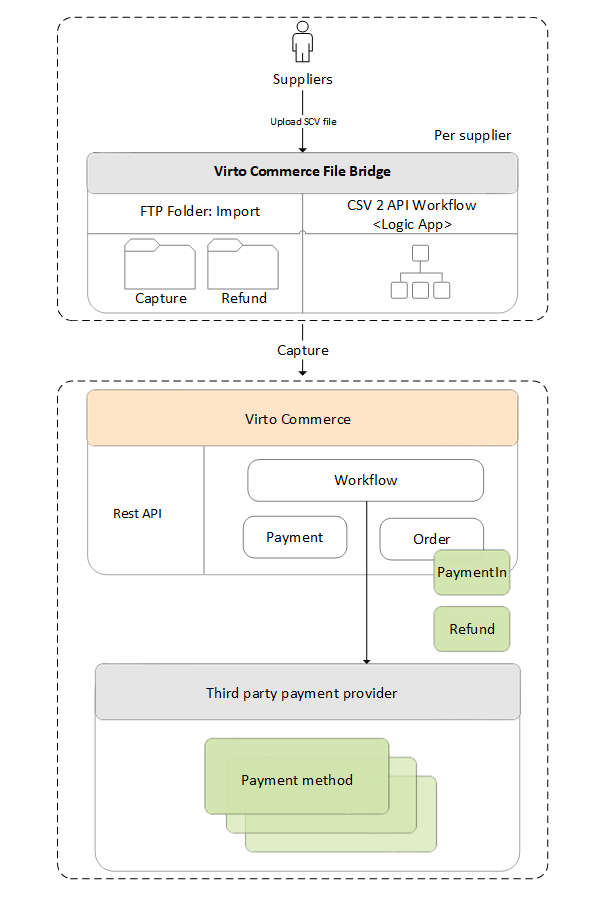 Suppliers
Upload SCV file
Per supplier
Virto Commerce File Bridge
FTP Folder: Import
CSV 2 API Workflow
<Logic App>
Capture
Refund
Capture
Virto Commerce
Rest API
Workflow
Payment
Order
PaymentIn
Refund
Third party payment provider
Payment method